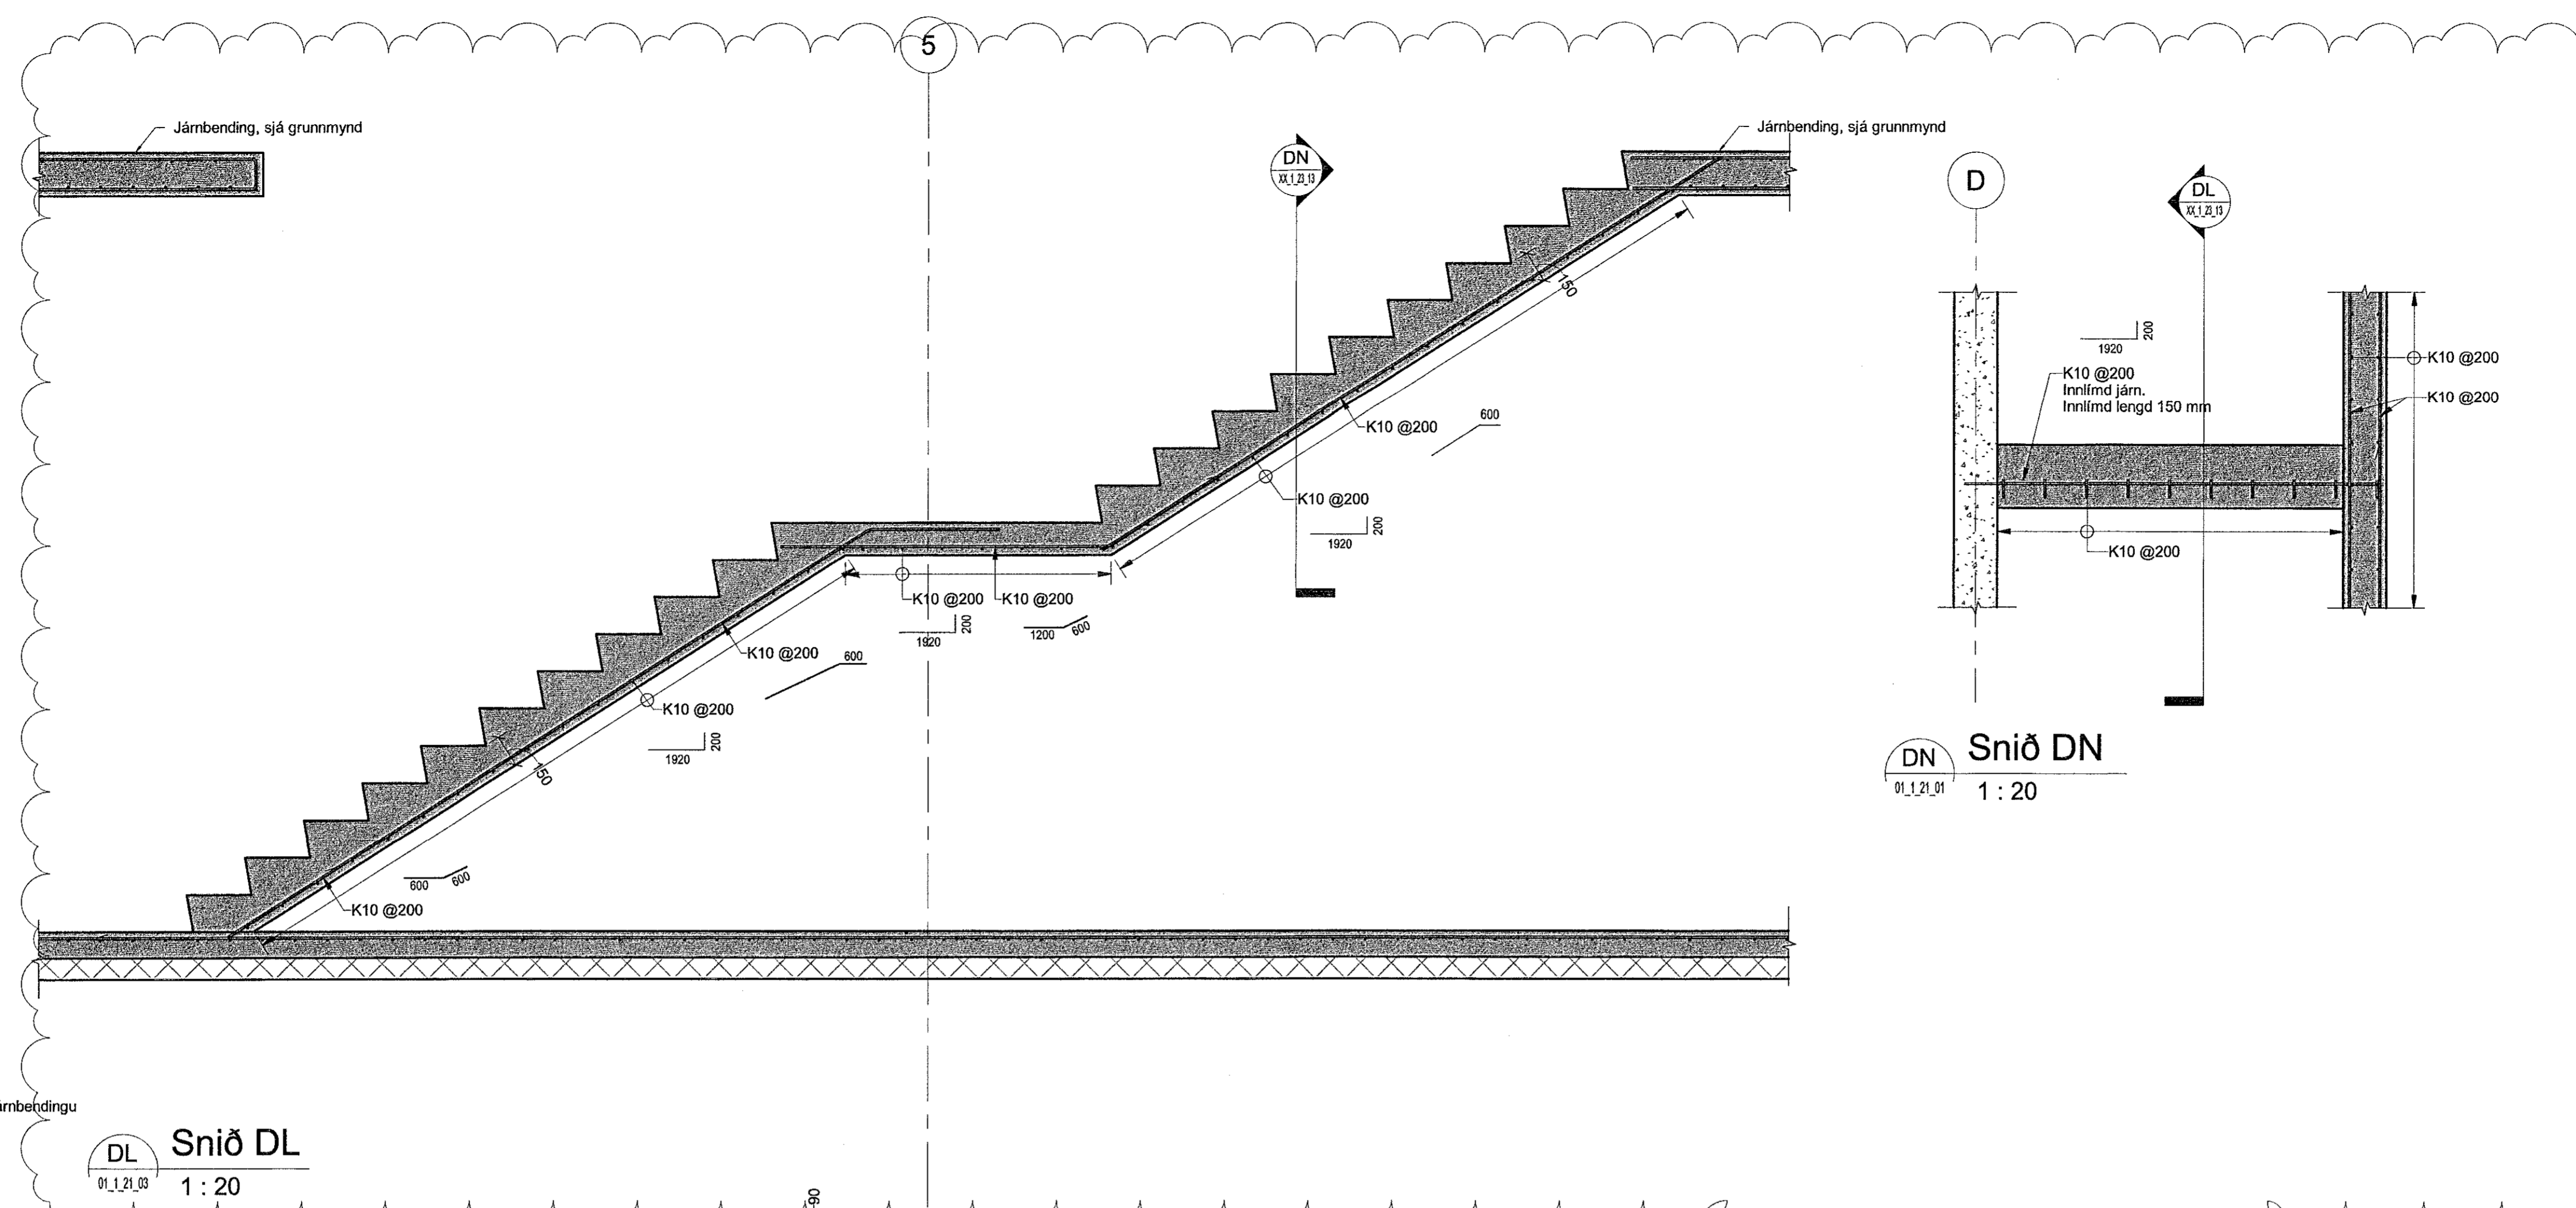 5
Járnbending, sjá grunnmynd
DN
XX_1_23_13
Járnbending, sjá grunnmynd
150
600
K10 @200
K10 @200
1920
200
K10 @200
K10 @200
1920
200
1200
600
K10 @200
600
K10 @200
1920
200
150
600
600
K10 @200
D
DL
XX_1_23_13
1920
200
K10 @200
Innlímd járn.
Innlímd lengd 150 mm
K10 @200
K10 @200
K10 @200
DN
01_1_21_01
Snið DN
1 : 20
árnbendingu
DL
01_1_21_03
Snið DL
1 : 20
90